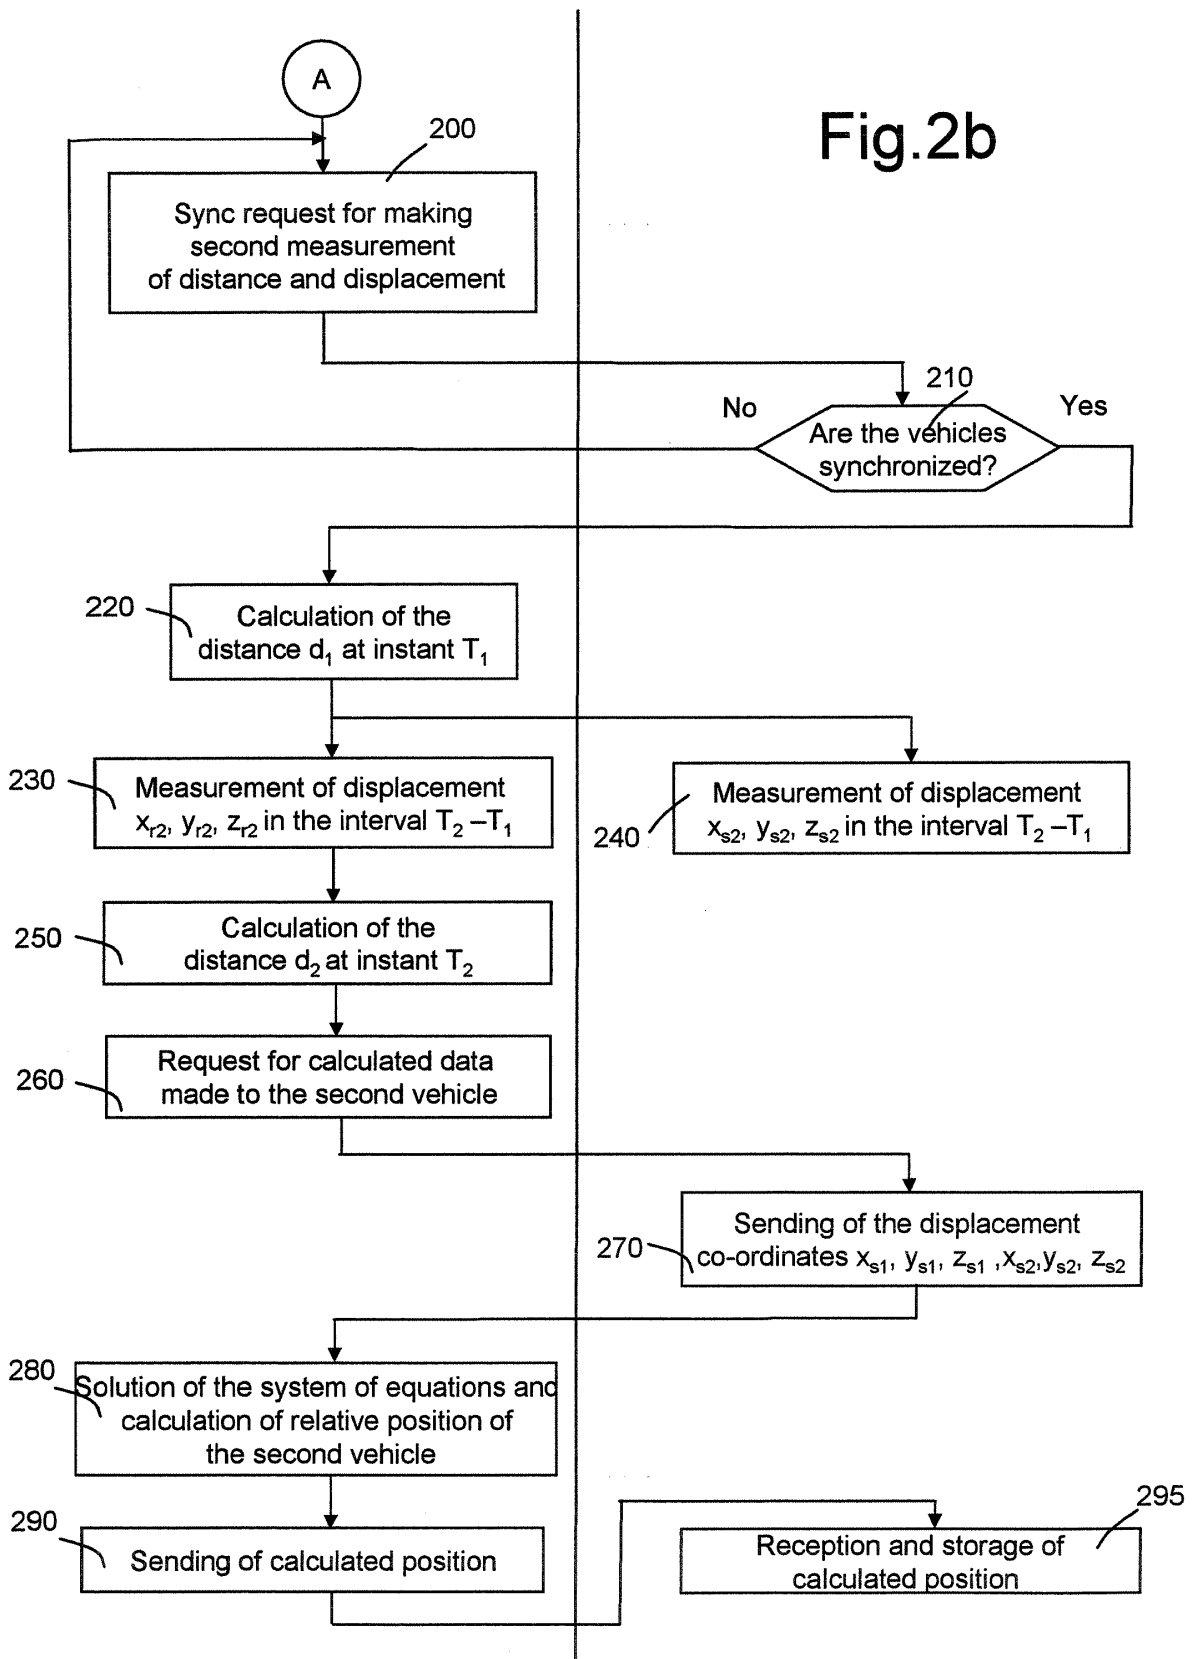 A
Fig.2b
200
Sync request for making
second measurement
of distance and displacement
210
No
Yes
Are the vehicles
synchronized?
220
Calculation of the
distance d₁ at instant T₁
230
Measurement of displacement
xᵣ₂, yᵣ₂, zᵣ₂ in the interval T₂ –T₁
240
Measurement of displacement
xₛ₂, yₛ₂, zₛ₂ in the interval T₂ –T₁
250
Calculation of the
distance d₂ at instant T₂
260
Request for calculated data
made to the second vehicle
270
Sending of the displacement
co-ordinates xₛ₁, yₛ₁, zₛ₁ ,xₛ₂,yₛ₂, zₛ₂
280
Solution of the system of equations and
calculation of relative position of
the second vehicle
290
Sending of calculated position
295
Reception and storage of
calculated position